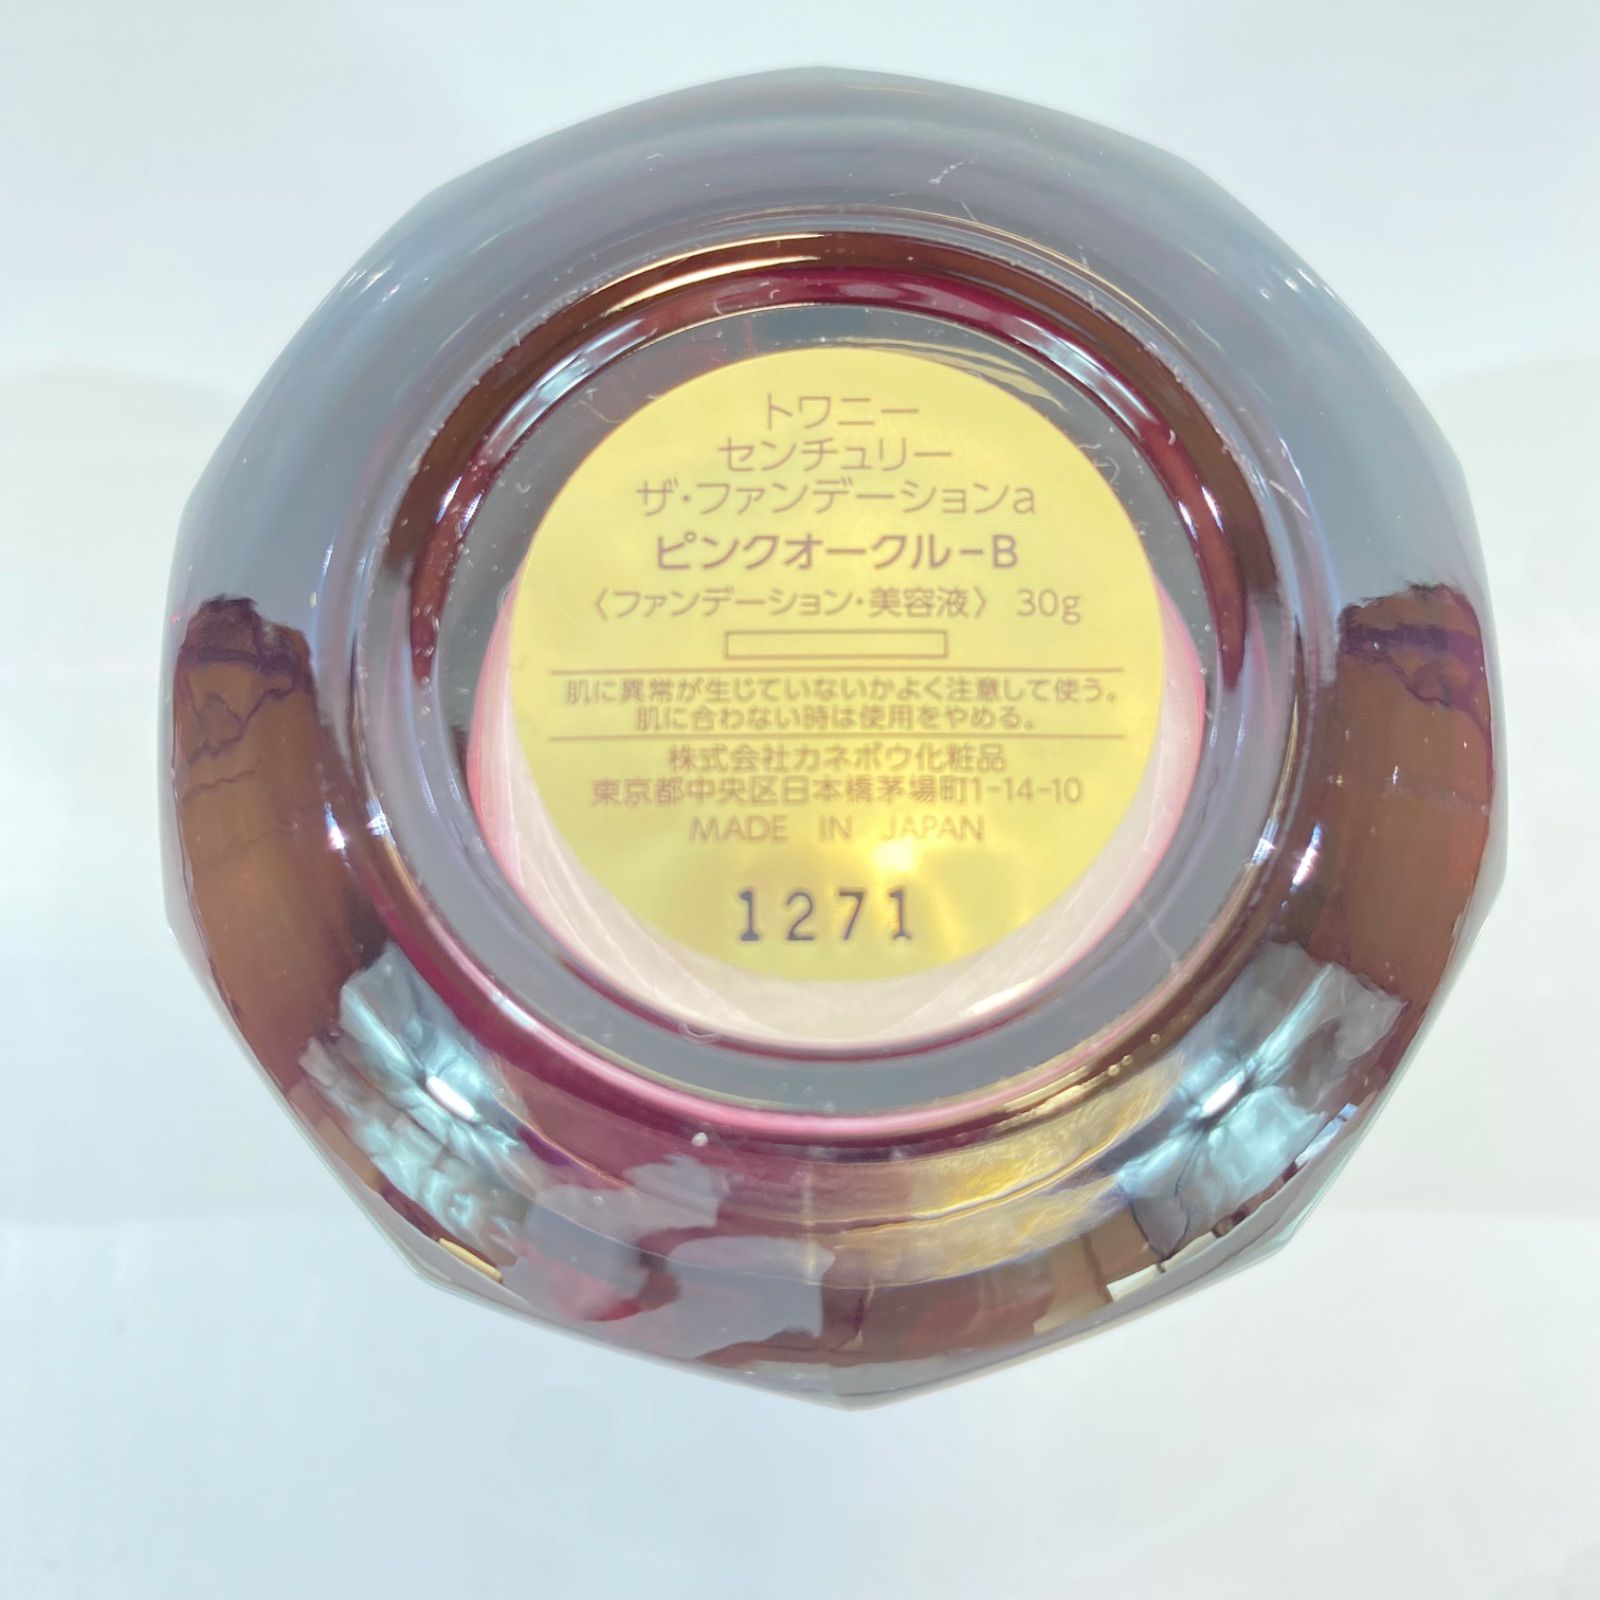 トワニー
センチュリー
ザ・ファンデーションa
ピンクオークル-B
〈ファンデーション・美容液〉 30g
肌に異常が生じていないかよく注意して使う。
肌に合わない時は使用をやめる。
株式会社カネボウ化粧品
東京都中央区日本橋茅場町1-14-10
MADE IN JAPAN
1271